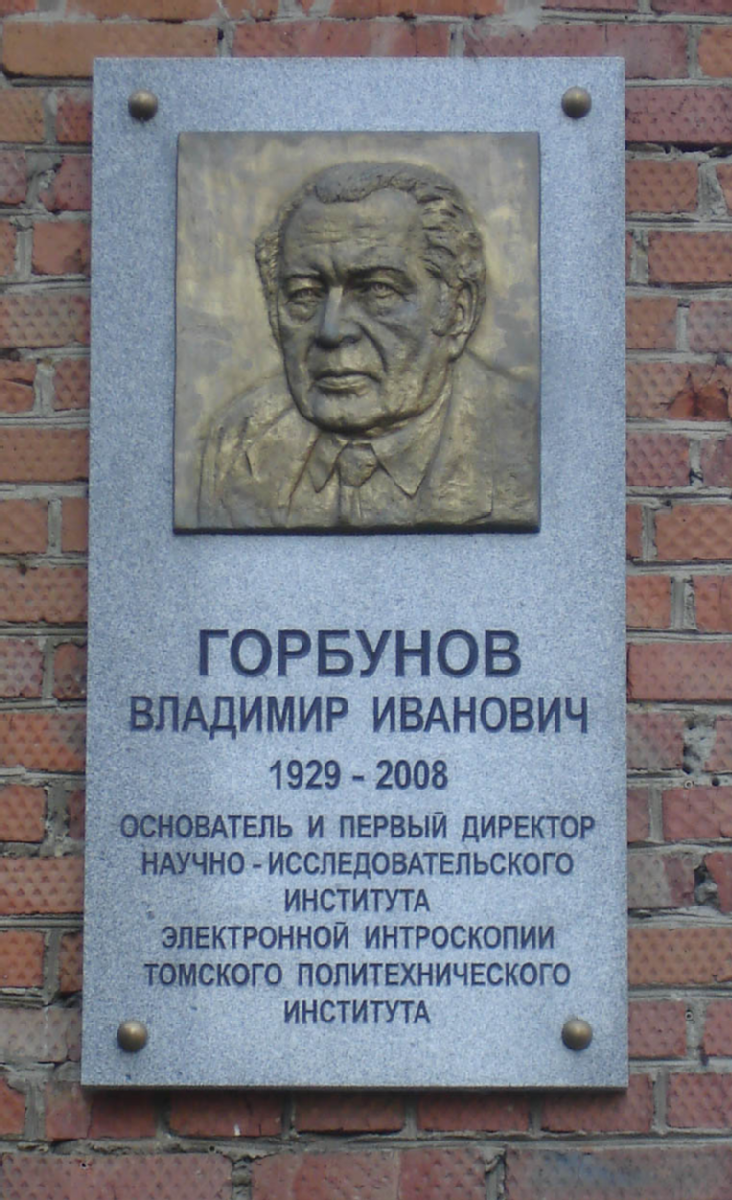 ГОРБУНОВ
ВЛАДИМИР ИВАНОВИЧ
1929 - 2008
ОСНОВАТЕЛЬ И ПЕРВЫЙ ДИРЕКТОР
НАУЧНО - ИССЛЕДОВАТЕЛЬСКОГО
ИНСТИТУТА
ЭЛЕКТРОННОЙ ИНТРОСКОПИИ
ТОМСКОГО ПОЛИТЕХНИЧЕСКОГО
ИНСТИТУТА